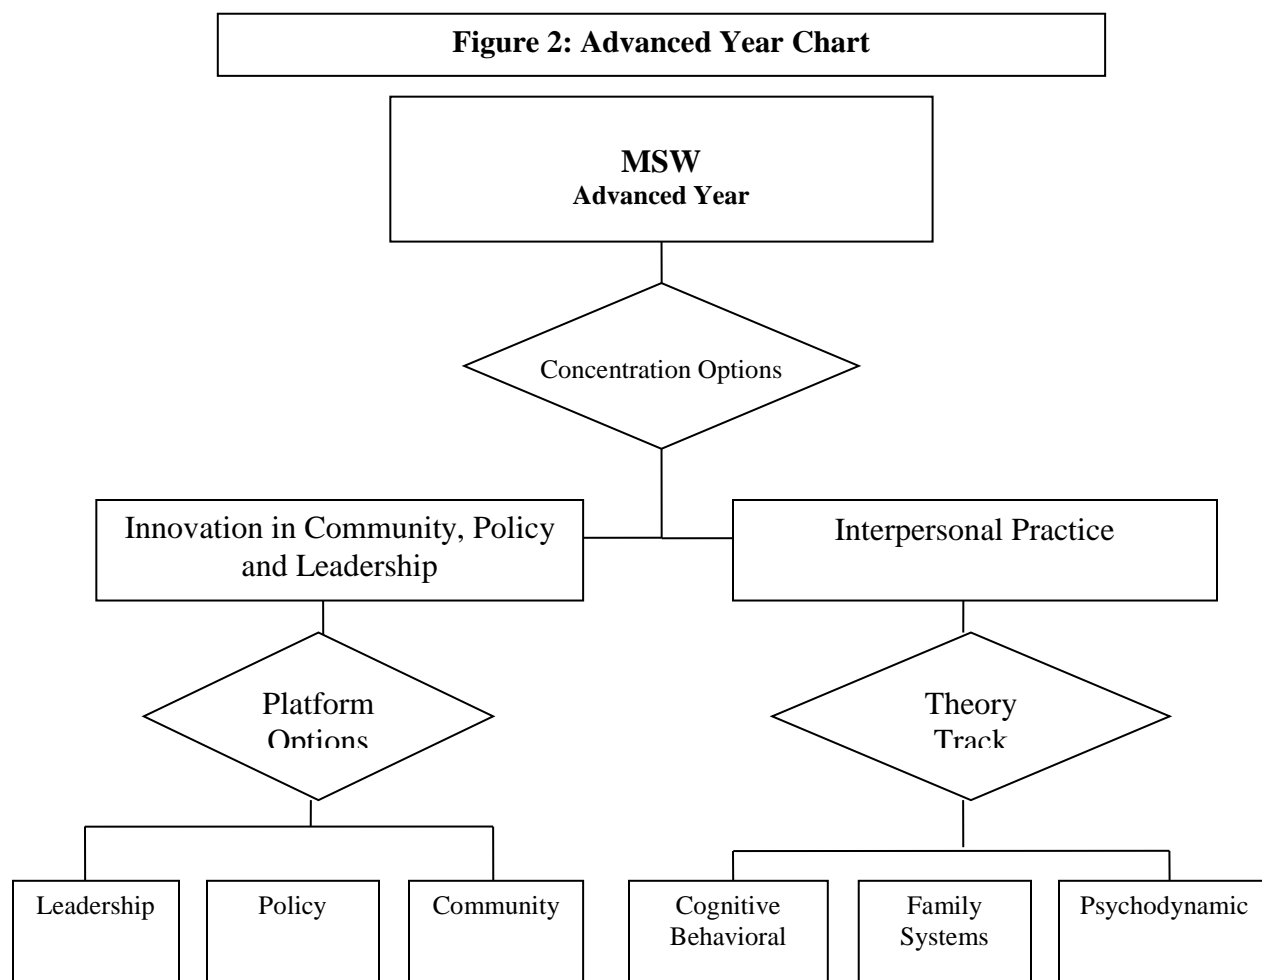 Figure 2: Advanced Year Chart
MSW
Advanced Year
Concentration Options
Innovation in Community, Policy
and Leadership
Interpersonal Practice
Platform
Options
Theory
Track
Leadership
Policy
Community
Cognitive
Behavioral
Family
Systems
Psychodynamic